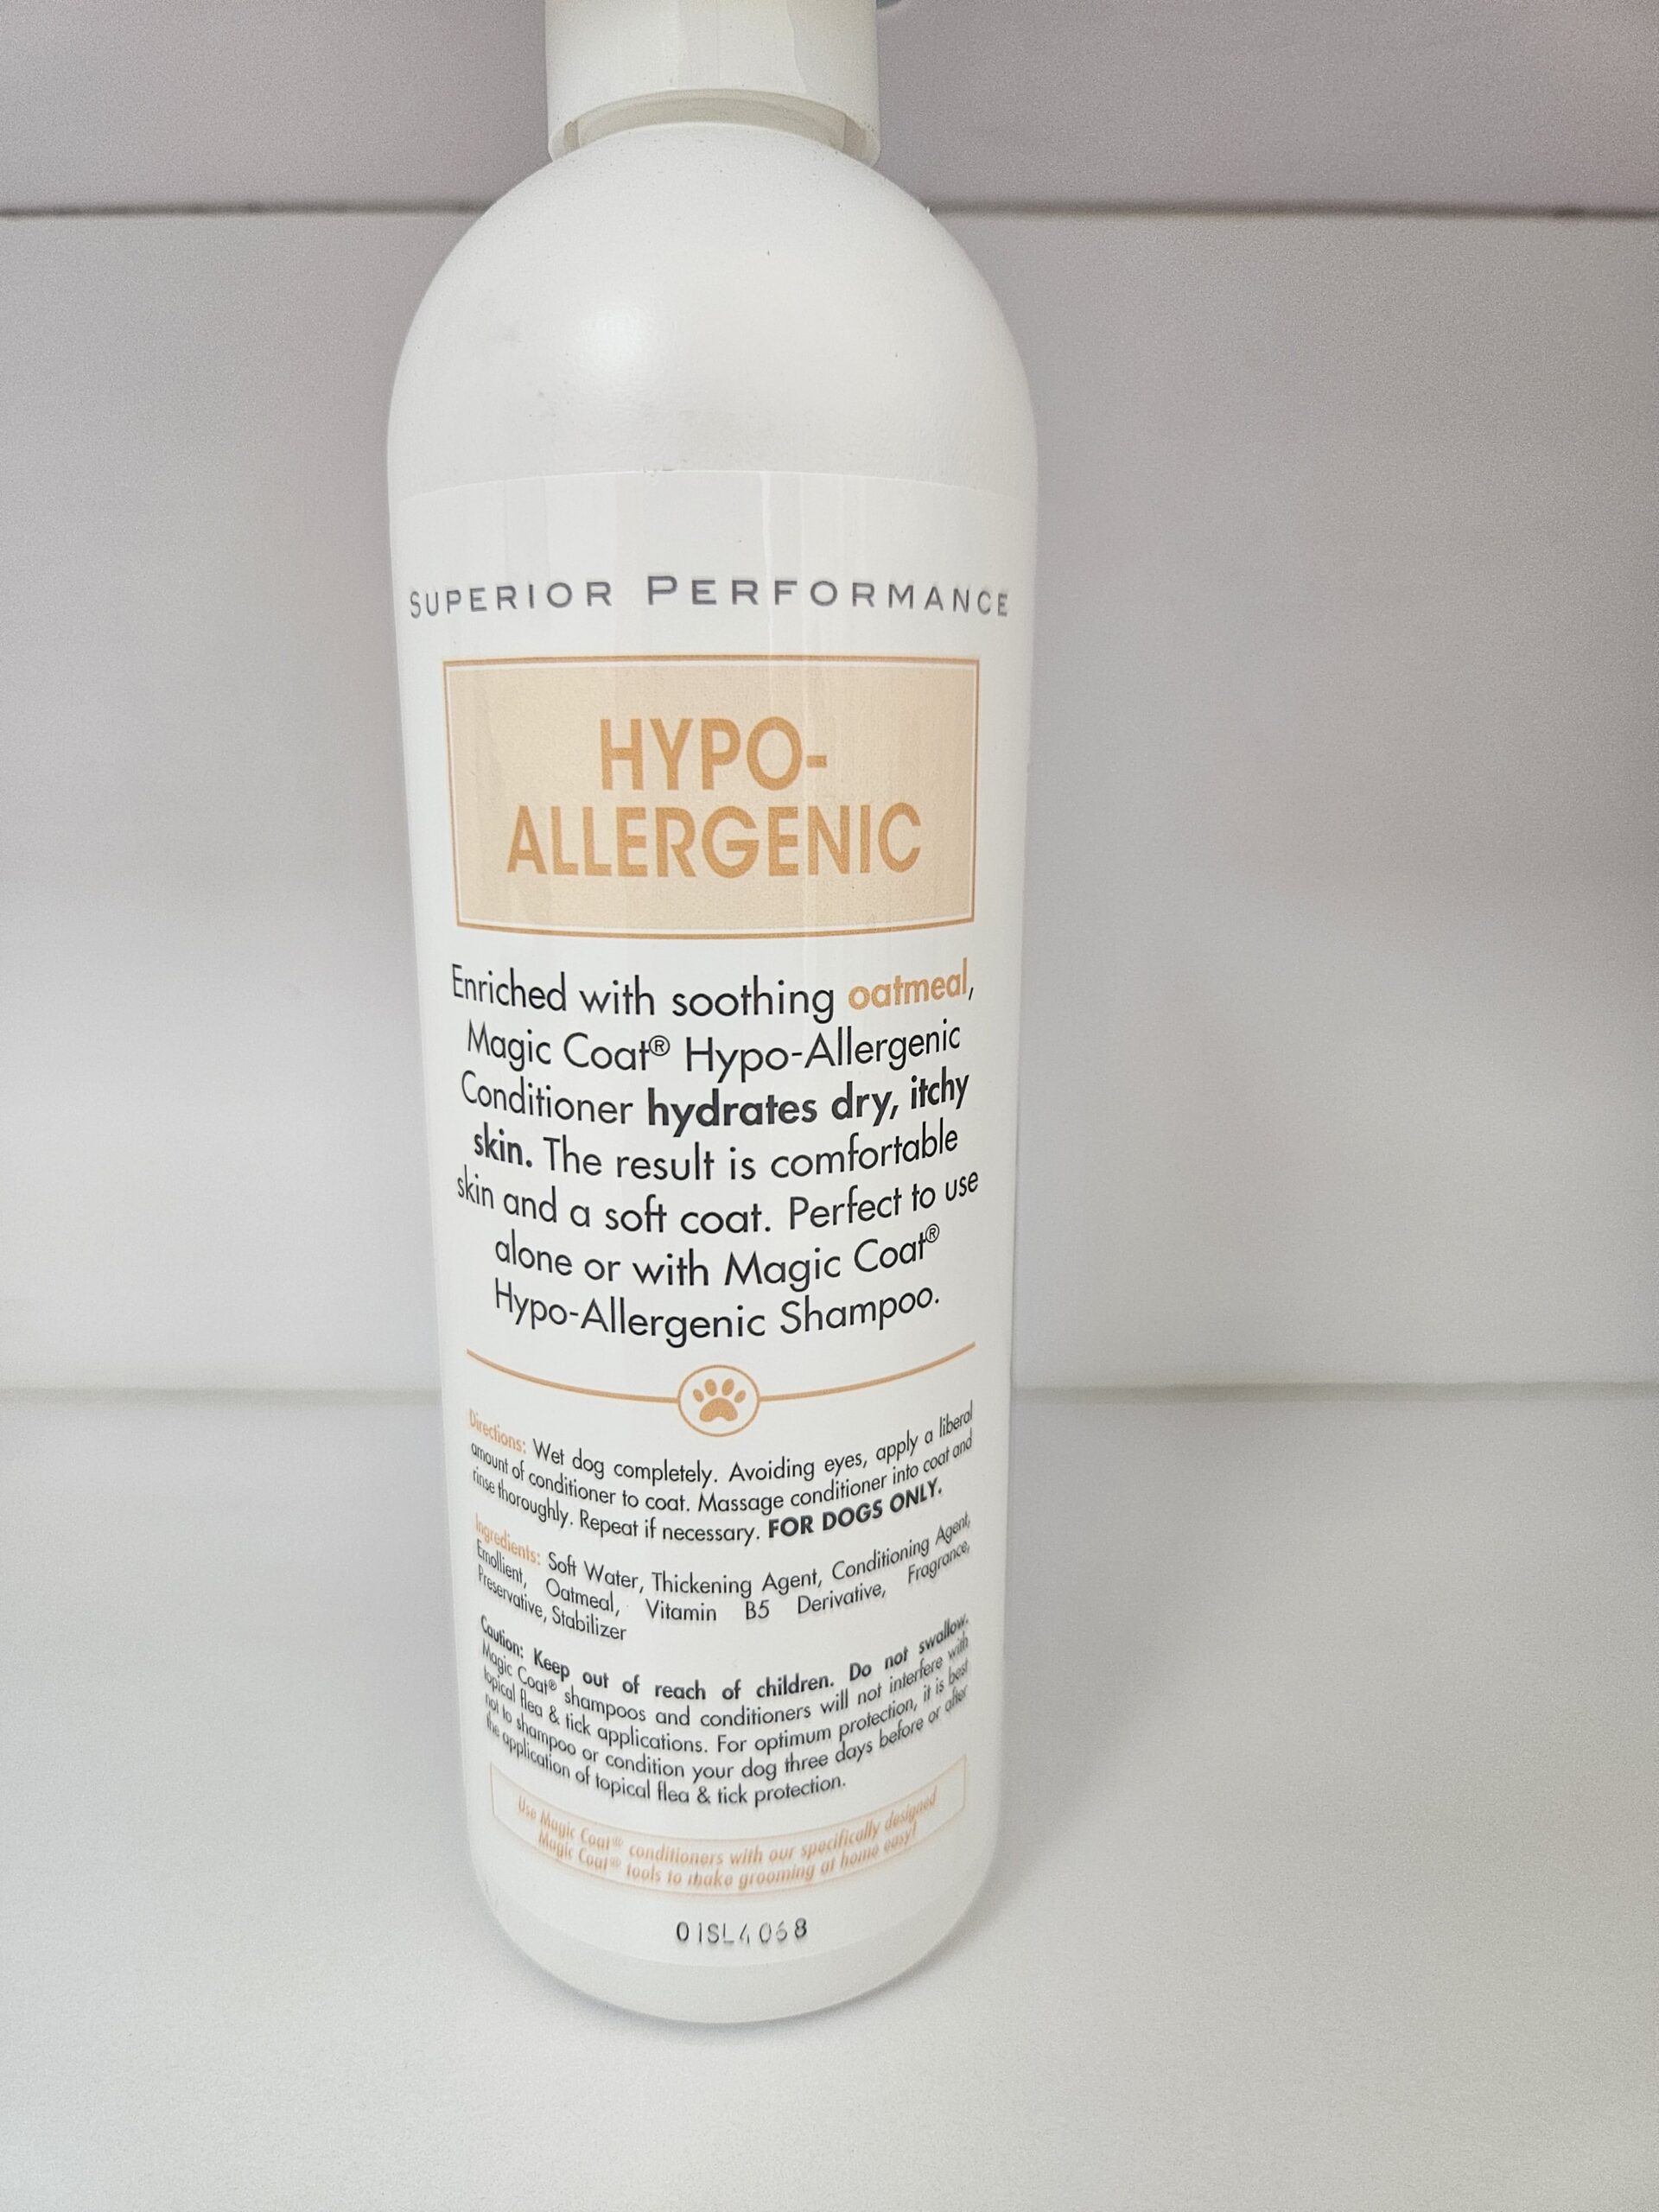 SUPERIOR PERFORMANCE
HYPO-
ALLERGENIC
Enriched with soothing oatmeal,
Magic Coat® Hypo-Allergenic
Conditioner hydrates dry, itchy
skin. The result is comfortable
skin and a soft coat. Perfect to use
alone or with Magic Coat®
Hypo-Allergenic Shampoo.
Directions: Wet dog completely. Avoiding eyes, apply a liberal
amount of conditioner to coat. Massage conditioner into coat and
rinse thoroughly. Repeat if necessary. FOR DOGS ONLY.
Ingredients: Soft Water, Thickening Agent, Conditioning Agent,
Emollient, Oatmeal, Vitamin B5 Derivative, Fragrance,
Preservative, Stabilizer
Caution: Keep out of reach of children. Do not swallow.
Magic Coat® shampoos and conditioners will not interfere with
topical flea & tick applications. For optimum protection, it is best
not to shampoo or condition your dog three days before or after
the application of topical flea & tick protection.
Use Magic Coat® conditioners with our specifically designed
Magic Coat® tools to make grooming at home easy!
01SL4068